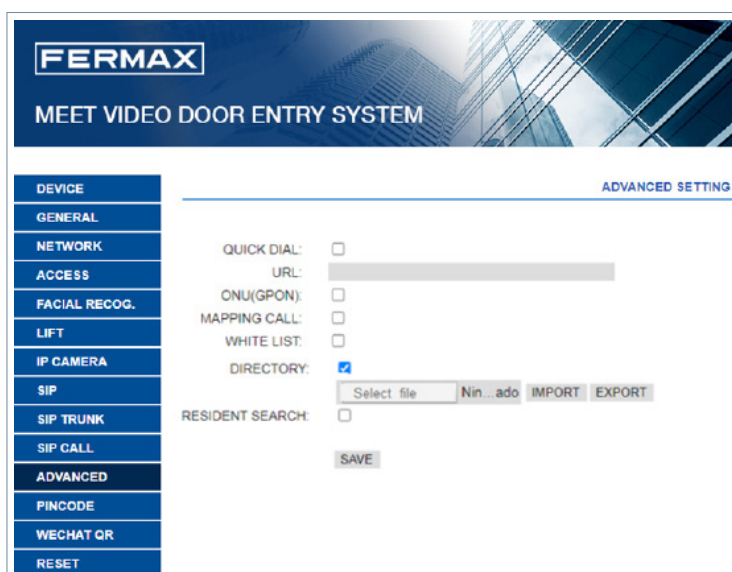 FERMAX
MEET VIDEO DOOR ENTRY SYSTEM
DEVICE
GENERAL
NETWORK
ACCESS
FACIAL RECOG.
LIFT
IP CAMERA
SIP
SIP TRUNK
SIP CALL
ADVANCED
PINCODE
WECHAT QR
RESET
ADVANCED SETTING
QUICK DIAL:
URL:
ONU(GPON):
MAPPING CALL:
WHITE LIST:
DIRECTORY:
Select file Nin...ado IMPORT EXPORT
RESIDENT SEARCH:
SAVE